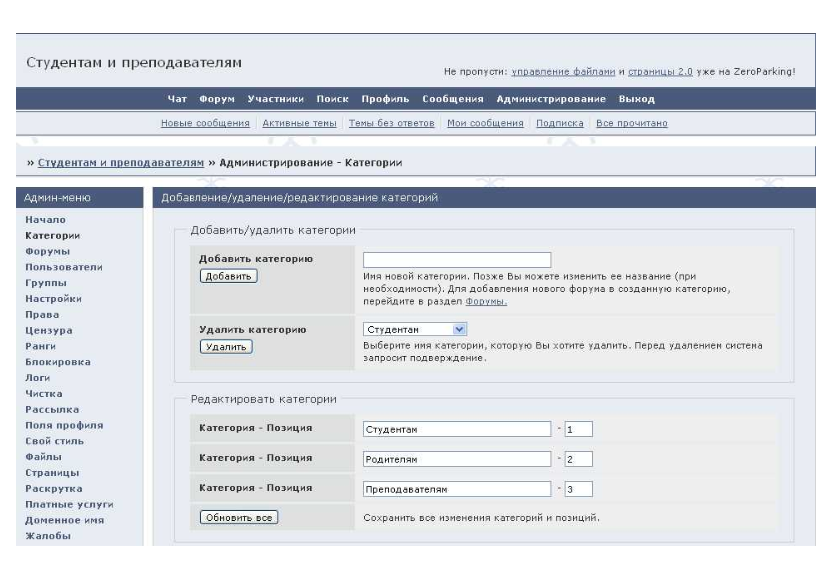 Студентам и преподавателям
Не пропусти: управление файлами и страницы 2.0 уже на ZeroParking!
Чат Форум Участники Поиск Профиль Сообщения Администрирование Выход
Новые сообщения Активные темы Темы без ответов Мои сообщения Подписка Все прочитано
» Студентам и преподавателям » Администрирование - Категории
Админ-меню
Начало
Категории
Форумы
Пользователи
Группы
Настройки
Права
Цензура
Ранги
Блокировка
Логи
Чистка
Рассылка
Поля профиля
Свой стиль
Файлы
Страницы
Раскрутка
Платные услуги
Доменное имя
Жалобы
Добавление/удаление/редактирование категорий
Добавить/удалить категории
Добавить категорию
Добавить
Имя новой категории. Позже Вы можете изменить ее название (при
необходимости). Для добавления нового форума в созданную категорию,
перейдите в раздел Форумы.
Удалить категорию
Удалить
Студентам
Выберите имя категории, которую Вы хотите удалить. Перед удалением система
запросит подверждение.
Редактировать категории
Категория - Позиция Студентам - 1
Категория - Позиция Родителям - 2
Категория - Позиция Преподавателям - 3
Обновить все Сохранить все изменения категорий и позиций.